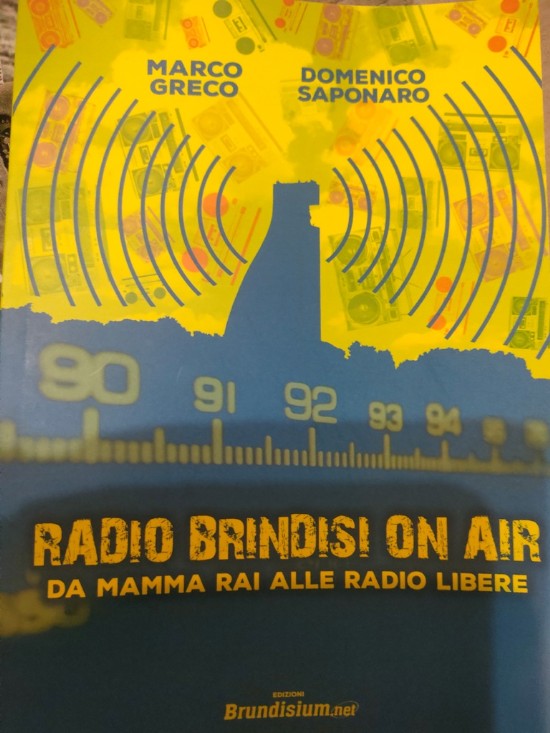 MARCO
GRECO
DOMENICO
SAPONARO
90 91 92 93 94
RADIO BRINDISI ON AIR
DA MAMMA RAI ALLE RADIO LIBERE
EDIZIONI
Brundisium.net